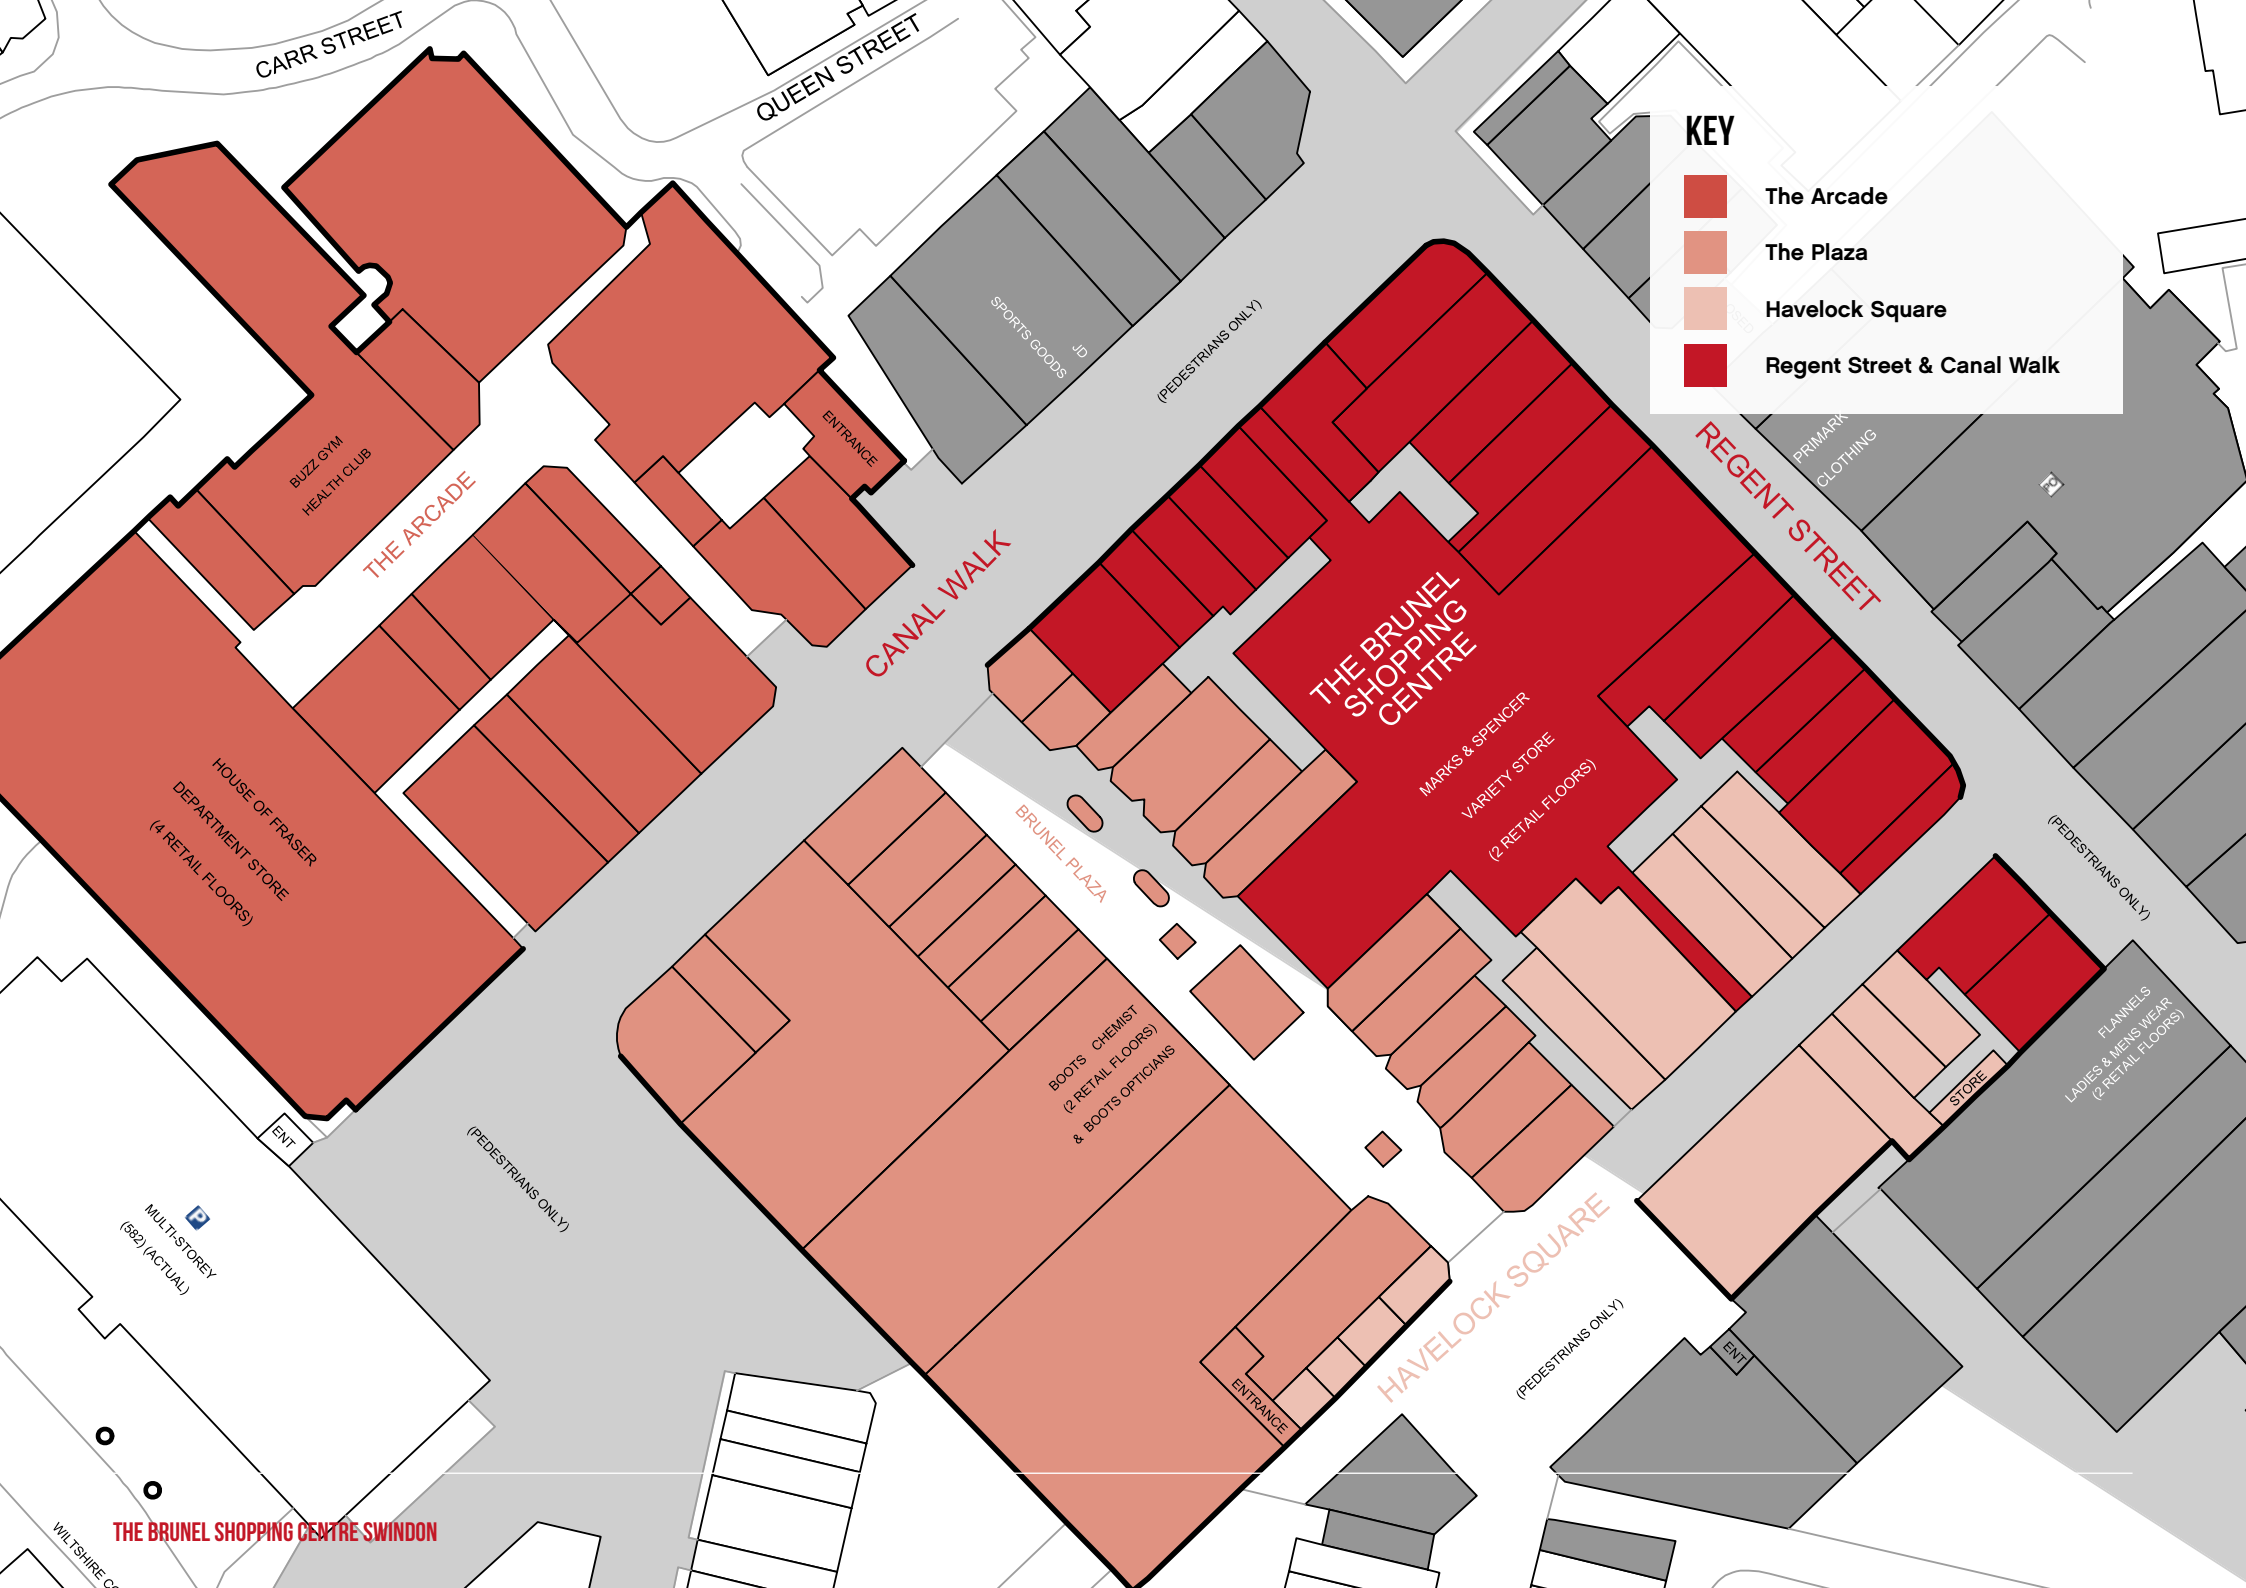 CARR STREET
QUEEN STREET
KEY
The Arcade
The Plaza
Havelock Square
Regent Street & Canal Walk
JD
SPORTS GOODS
(PEDESTRIANS ONLY)
ENTRANCE
BUZZ GYM
HEALTH CLUB
THE ARCADE
CANAL WALK
REGENT STREET
PRIMARK
CLOTHING
THE BRUNEL
SHOPPING
CENTRE
MARKS & SPENCER
VARIETY STORE
(2 RETAIL FLOORS)
HOUSE OF FRASER
DEPARTMENT STORE
(4 RETAIL FLOORS)
BRUNEL PLAZA
(PEDESTRIANS ONLY)
BOOTS CHEMIST
(2 RETAIL FLOORS)
& BOOTS OPTICIANS
FLANNELS
LADIES & MENS WEAR
(2 RETAIL FLOORS)
STORE
ENT
(PEDESTRIANS ONLY)
P
MULTI-STOREY
(582) (ACTUAL)
HAVELOCK SQUARE
(PEDESTRIANS ONLY)
ENT
ENTRANCE
WILTSHIRE
THE BRUNEL SHOPPING CENTRE SWINDON